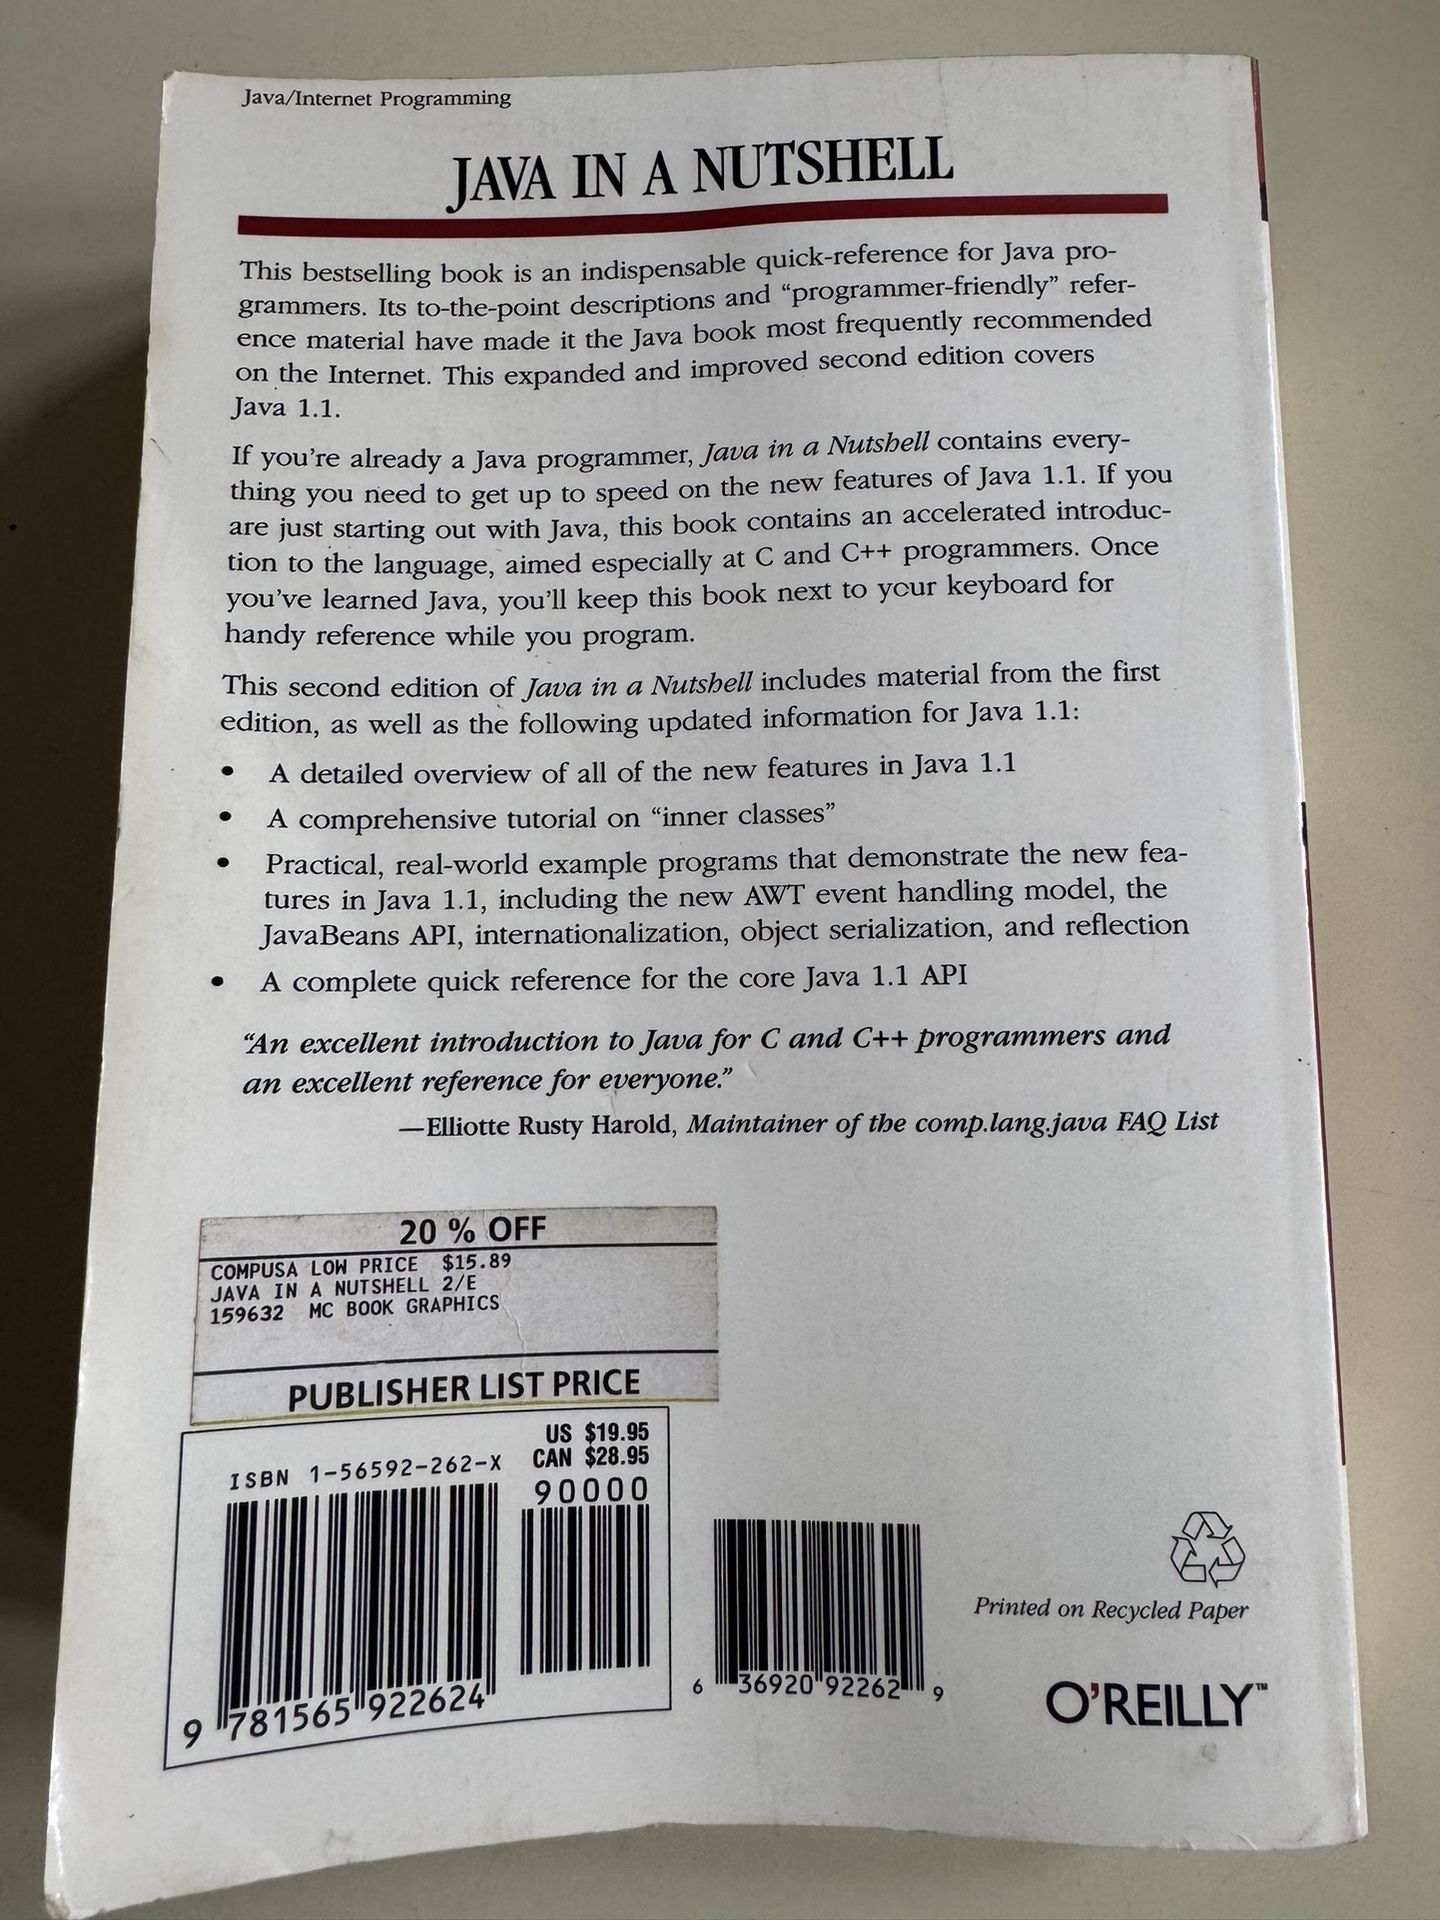 Java/Internet Programming
JAVA IN A NUTSHELL
This bestselling book is an indispensable quick-reference for Java pro-
grammers. Its to-the-point descriptions and “programmer-friendly” refer-
ence material have made it the Java book most frequently recommended
on the Internet. This expanded and improved second edition covers
Java 1.1.
If you're already a Java programmer, Java in a Nutshell contains every-
thing you need to get up to speed on the new features of Java 1.1. If you
are just starting out with Java, this book contains an accelerated introduc-
tion to the language, aimed especially at C and C++ programmers. Once
you've learned Java, you'll keep this book next to your keyboard for
handy reference while you program.
This second edition of Java in a Nutshell includes material from the first
edition, as well as the following updated information for Java 1.1:
• A detailed overview of all of the new features in Java 1.1
• A comprehensive tutorial on “inner classes”
• Practical, real-world example programs that demonstrate the new fea-
tures in Java 1.1, including the new AWT event handling model, the
JavaBeans API, internationalization, object serialization, and reflection
• A complete quick reference for the core Java 1.1 API
“An excellent introduction to Java for C and C++ programmers and
an excellent reference for everyone.”
—Elliotte Rusty Harold, Maintainer of the comp.lang.java FAQ List
20 % OFF
COMPUSA LOW PRICE $15.89
JAVA IN A NUTSHELL 2/E
159632 MC BOOK GRAPHICS
PUBLISHER LIST PRICE
US $19.95
CAN $28.95
ISBN 1-56592-262-X
90000
9 781565 922624
6 36920 92262 9
Printed on Recycled Paper
O'REILLY™